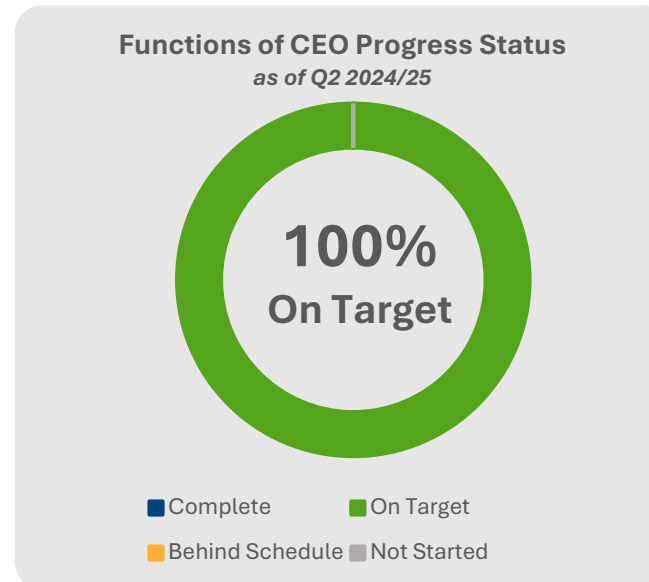 Functions of CEO Progress Status
as of Q2 2024/25
100%
On Target
Complete
On Target
Behind Schedule
Not Started